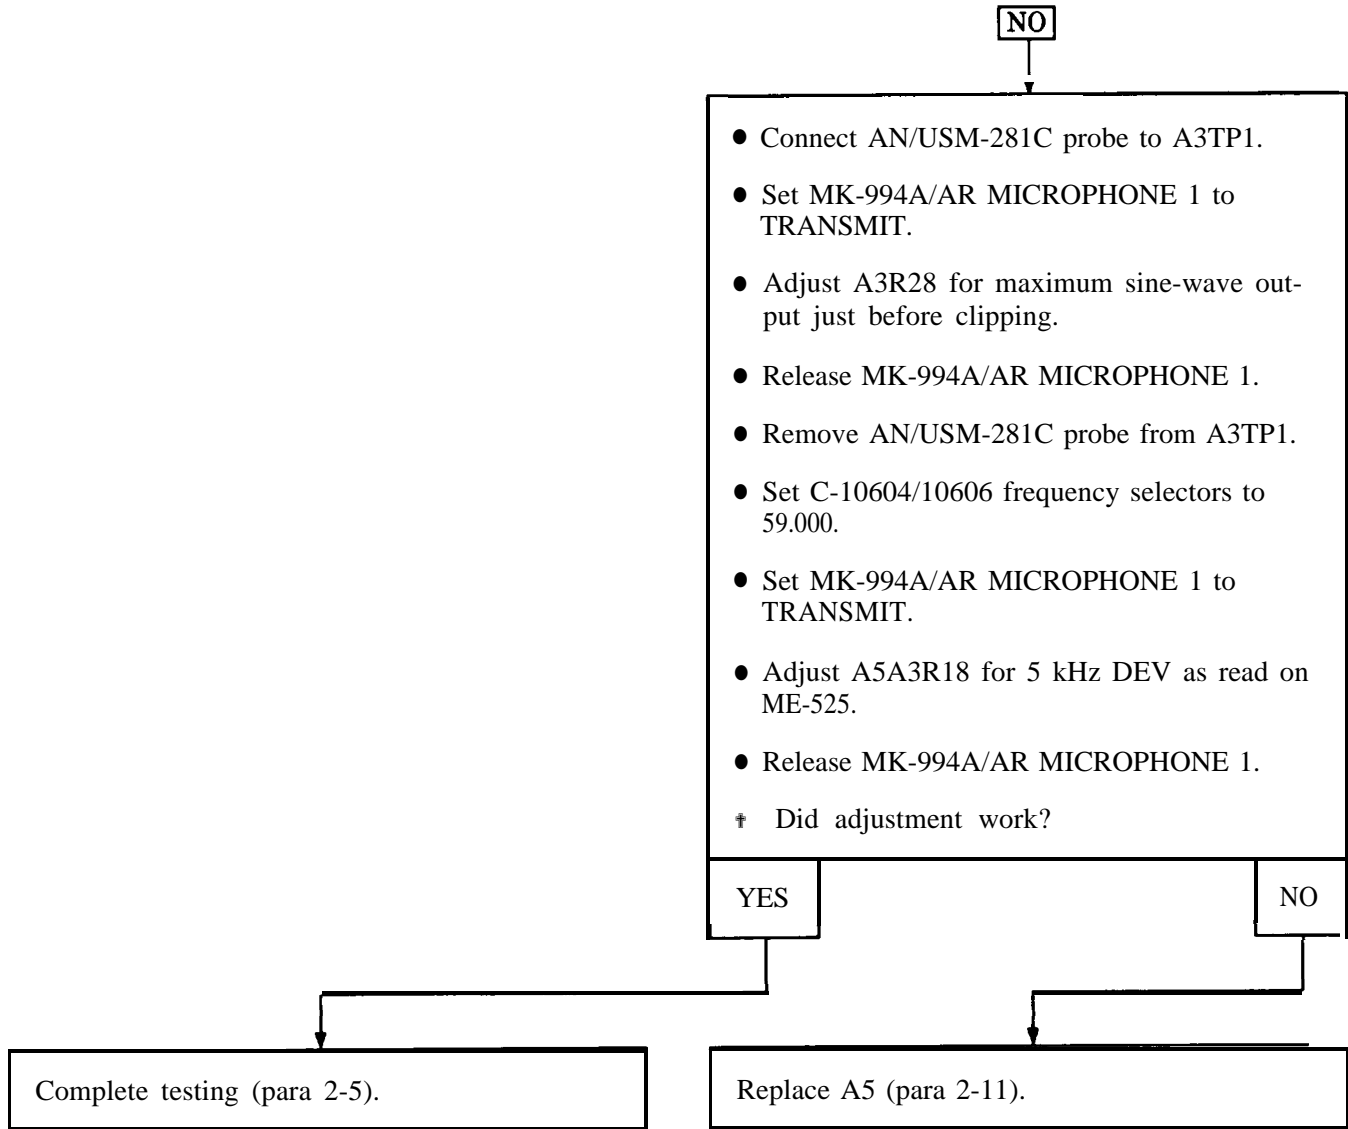 NO
● Connect AN/USM-281C probe to A3TP1.
● Set MK-994A/AR MICROPHONE 1 to
TRANSMIT.
● Adjust A3R28 for maximum sine-wave out-
put just before clipping.
● Release MK-994A/AR MICROPHONE 1.
● Remove AN/USM-281C probe from A3TP1.
● Set C-10604/10606 frequency selectors to
59.000.
● Set MK-994A/AR MICROPHONE 1 to
TRANSMIT.
● Adjust A5A3R18 for 5 kHz DEV as read on
ME-525.
● Release MK-994A/AR MICROPHONE 1.
‡ Did adjustment work?
YES
NO
Complete testing (para 2-5).
Replace A5 (para 2-11).